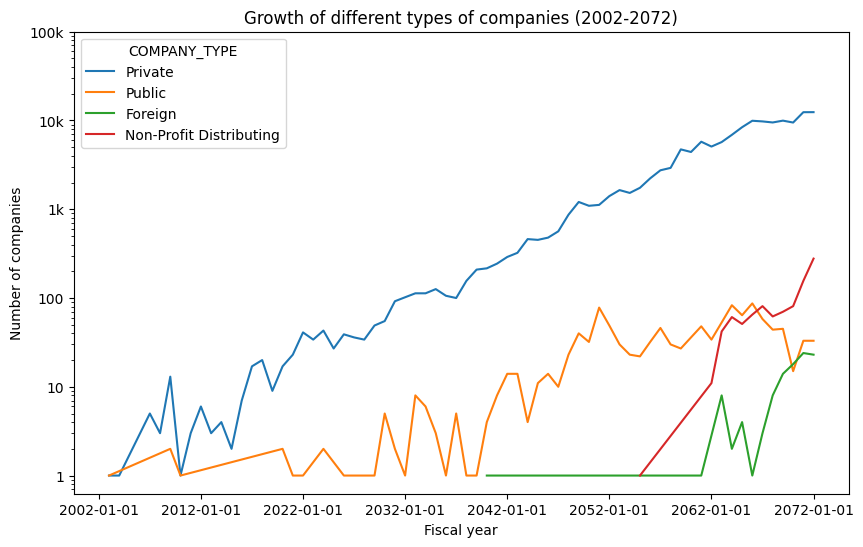 Growth of different types of companies (2002-2072)
COMPANY_TYPE
Private
Public
Foreign
Non-Profit Distributing
Number of companies
100k
10k
1k
100
10
1
2002-01-01 2012-01-01 2022-01-01 2032-01-01 2042-01-01 2052-01-01 2062-01-01 2072-01-01
Fiscal year